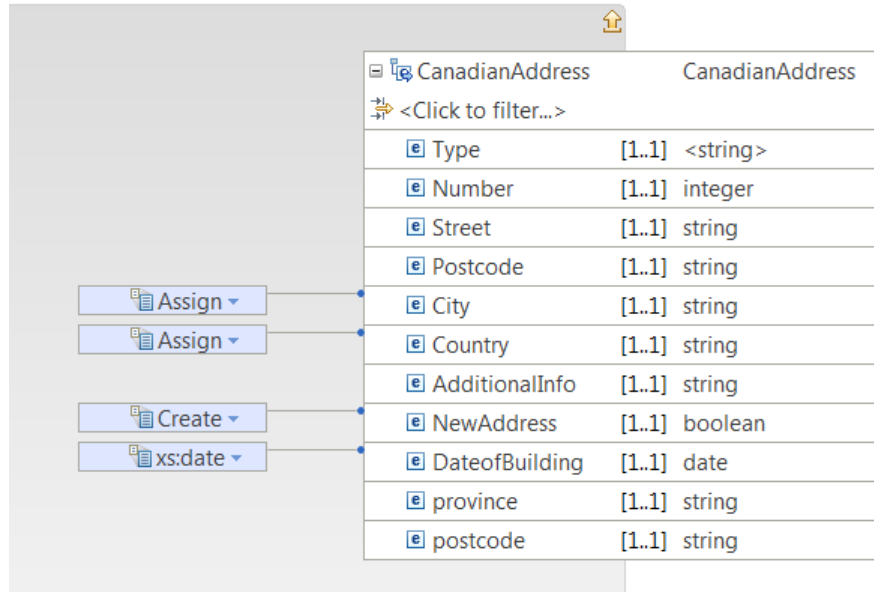 CanadianAddress CanadianAddress
<Click to filter...>
e Type [1..1] <string>
e Number [1..1] integer
e Street [1..1] string
e Postcode [1..1] string
Assign e City [1..1] string
Assign e Country [1..1] string
e AdditionalInfo [1..1] string
Create e NewAddress [1..1] boolean
xs:date e DateofBuilding [1..1] date
e province [1..1] string
e postcode [1..1] string